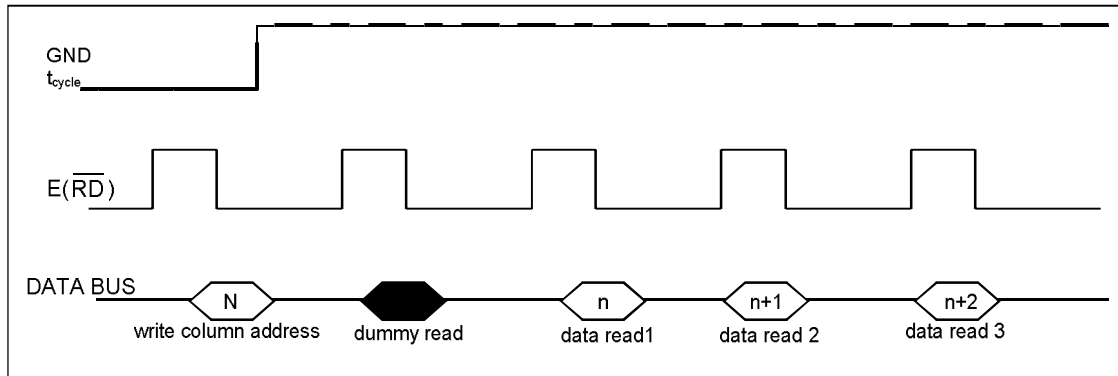 GND
tcycle
E(RD)
DATA BUS
N
n
n+1
n+2
write column address
dummy read
data read1
data read 2
data read 3